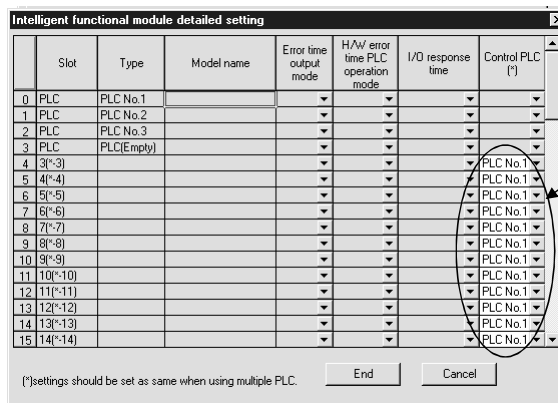 Intelligent functional module detailed setting
Slot Type Model name Error time output mode H/W error time PLC operation mode I/O response time Control PLC (*)
0 PLC PLC No.1
1 PLC PLC No.2
2 PLC PLC No.3
3 PLC PLC(Empty)
4 3(*-3) PLC No.1
5 4(*-4) PLC No.1
6 5(*-5) PLC No.1
7 6(*-6) PLC No.1
8 7(*-7) PLC No.1
9 8(*-8) PLC No.1
10 9(*-9) PLC No.1
11 10(*-10) PLC No.1
12 11(*-11) PLC No.1
13 12(*-12) PLC No.1
14 13(*-13) PLC No.1
15 14(*-14) PLC No.1
(*)settings should be set as same when using multiple PLC.
End Cancel